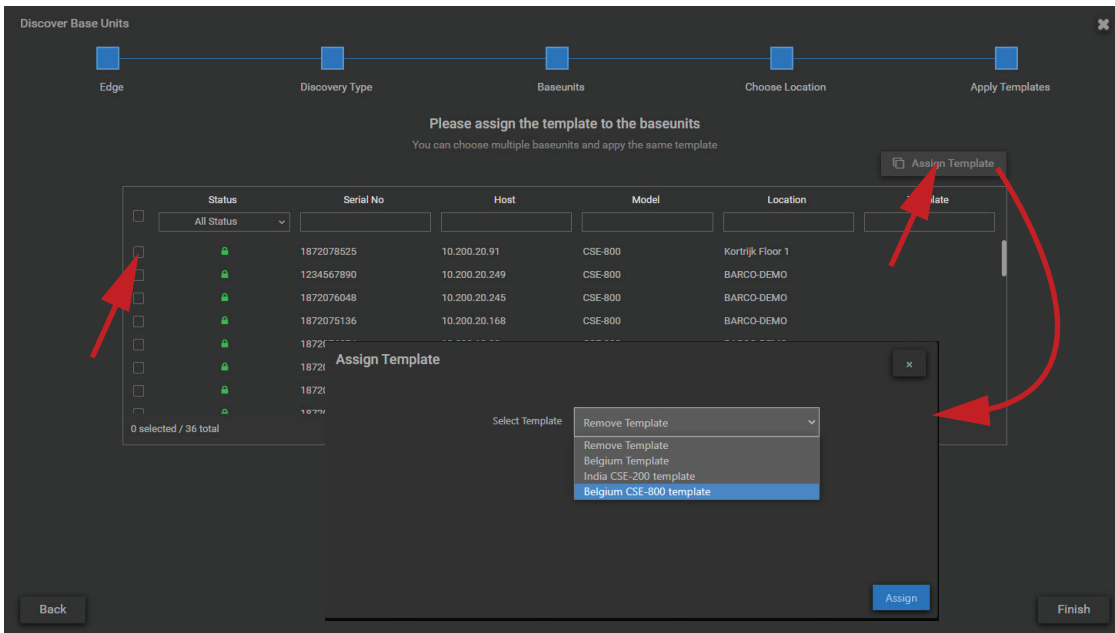 Discover Base Units
Edge Discovery Type Baseunits Choose Location Apply Templates
Please assign the template to the baseunits
You can choose multiple baseunits and appy the same template
Assign Template
Status Serial No Host Model Location
All Status
1872078525 10.200.20.91 CSE-800 Kortrijk Floor 1
1234567890 10.200.20.249 CSE-800 BARCO-DEMO
1872076048 10.200.20.245 CSE-800 BARCO-DEMO
1872075136 10.200.20.168 CSE-800 BARCO-DEMO
Assign Template
0 selected / 36 total
Select Template Remove Template
Remove Template
Belgium Template
India CSE-200 template
Belgium CSE-800 template
Assign
Back Finish